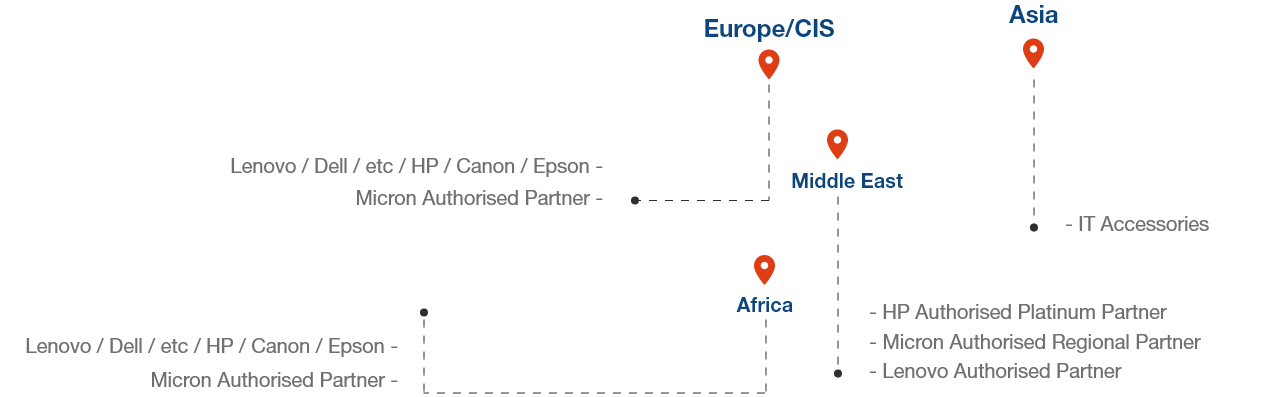 Asia
Europe/CIS
Lenovo / Dell / etc / HP / Canon / Epson -
Micron Authorised Partner -
Middle East
- IT Accessories
Africa
- HP Authorised Platinum Partner
- Micron Authorised Regional Partner
- Lenovo Authorised Partner
Lenovo / Dell / etc / HP / Canon / Epson -
Micron Authorised Partner -